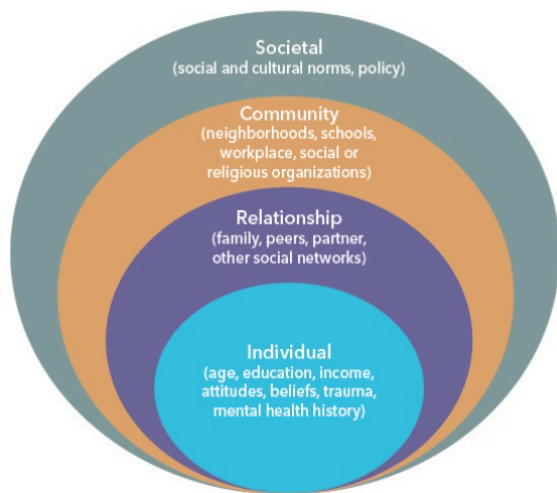 Societal
(social and cultural norms, policy)
Community
(neighborhoods, schools,
workplace, social or
religious organizations)
Relationship
(family, peers, partner,
other social networks)
Individual
(age, education, income,
attitudes, beliefs, trauma,
mental health history)